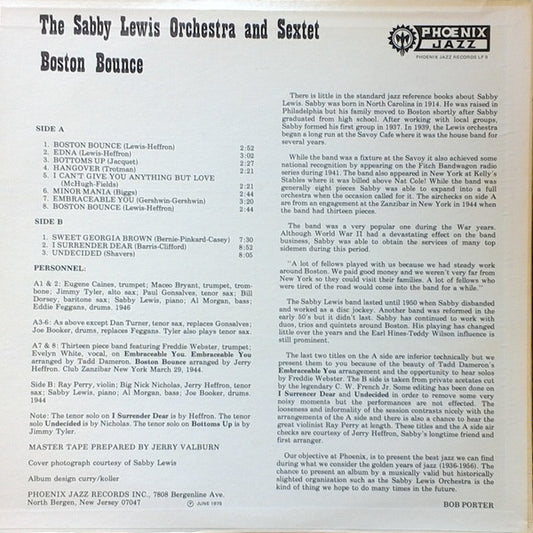 The Sabby Lewis Orchestra and Sextet
Boston Bounce
PHOENIX
JAZZ
PHOENIX JAZZ RECORDS LP 9
SIDE A
1. BOSTON BOUNCE (Lewis-Heffron) 2:52
2. EDNA (Lewis-Heffron) 3:02
3. BOTTOMS UP (Jacquet) 2:27
4. HANGOVER (Trotman) 2:21
5. I CAN'T GIVE YOU ANYTHING BUT LOVE
(McHugh-Fields) 2:21
6. MINOR MANIA (Biggs) 2:44
7. EMBRACEABLE YOU (Gershwin-Gershwin) 3:20
8. BOSTON BOUNCE (Lewis-Heffron) 2:44
SIDE B
1. SWEET GEORGIA BROWN (Bernie-Pinkard-Casey) 7:30
2. I SURRENDER DEAR (Barris-Clifford) 8:52
3. UNDECIDED (Shavers) 8:05
PERSONNEL:
A1 & 2: Eugene Caines, trumpet; Maceo Bryant, trumpet, trom-
bone; Jimmy Tyler, alto sax; Paul Gonsalves, tenor sax; Bill
Dorsey, baritone sax; Sabby Lewis, piano; Al Morgan, bass;
Eddie Feggans, drums. 1946
A3-6: As above except Dan Turner, tenor sax, replaces Gonsalves;
Joe Booker, drums, replaces Feggans. Tyler also plays tenor sax.
A7 & 8: Thirteen piece band featuring Freddie Webster, trumpet;
Evelyn White, vocal, on Embraceable You. Embraceable You
arranged by Tadd Dameron. Boston Bounce arranged by Jerry
Heffron. Club Zanzibar New York March 29, 1944.
Side B: Ray Perry, violin; Big Nick Nicholas, Jerry Heffron, tenor
sax; Sabby Lewis, piano; Al Morgan, bass; Joe Booker, drums.
1944
Note: The tenor solo on I Surrender Dear is by Heffron. The tenor
solo Undecided is by Nicholas. The tenor solo on Bottoms Up is by
Jimmy Tyler.
MASTER TAPE PREPARED BY JERRY VALBURN
Cover photograph courtesy of Sabby Lewis
Album design curry/koller
PHOENIX JAZZ RECORDS INC., 7808 Bergenline Ave.
North Bergen, New Jersey 07047
Ⓟ JUNE 1975
There is little in the standard jazz reference books about Sabby
Lewis. Sabby was born in North Carolina in 1914. He was raised in
Philadelphia but his family moved to Boston shortly after Sabby
graduated from high school. After working with local groups,
Sabby formed his first group in 1937. In 1939, the Lewis orchestra
began a long run at the Savoy Cafe where it was the house band for
several years.
While the band was a fixture at the Savoy it also achieved some
national recognition by appearing on the Fitch Bandwagon radio
series during 1941. The band also appeared in New York at Kelly's
Stables where it was billed above Nat Cole! While the band was
generally eight pieces Sabby was able to expand into a full
orchestra when the occasion called for it. The airchecks on side A
are from an engagement at the Zanzibar in New York in 1944 when
the band had thirteen pieces.
The band was a very popular one during the War years.
Although World War II had a devastating effect on the band
business, Sabby was able to obtain the services of many top
sidemen during this period.
"A lot of fellows played with us because we had steady work
around Boston. We paid good money and we weren't very far from
New York so they could visit their families. A lot of fellows who
were tired of the road would come into the band for a while."
The Sabby Lewis band lasted until 1950 when Sabby disbanded
and worked as a disc jockey. Another band was reformed in the
early 50's but it didn't last. Sabby has continued to work with
duos, trios and quintets around Boston. His playing has changed
little over the years and the Earl Hines-Teddy Wilson influence is
still prominent.
The last two titles on the A side are inferior technically but we
present them to you because of the beauty of Tadd Dameron's
Embraceable You arrangement and the opportunity to hear solos
by Freddie Webster. The B side is taken from private acetates cut
by the legendary C. W. French Jr. Some editing has been done on
I Surrender Dear and Undecided in order to remove some very
noisy moments but the performances are not effected. The
looseness and informality of the session contrasts nicely with the
arrangements of the A side and there is also a chance to hear the
great violinist Ray Perry at length. These titles and the A side air
checks are courtesy of Jerry Heffron, Sabby's longtime friend and
first arranger.
Our objective at Phoenix, is to present the best jazz we can find
during what we consider the golden years of jazz (1936-1956). The
chance to present an album by a musically valid but historically
slighted organization such as the Sabby Lewis Orchestra is the
kind of thing we hope to do many times in the future.
BOB PORTER